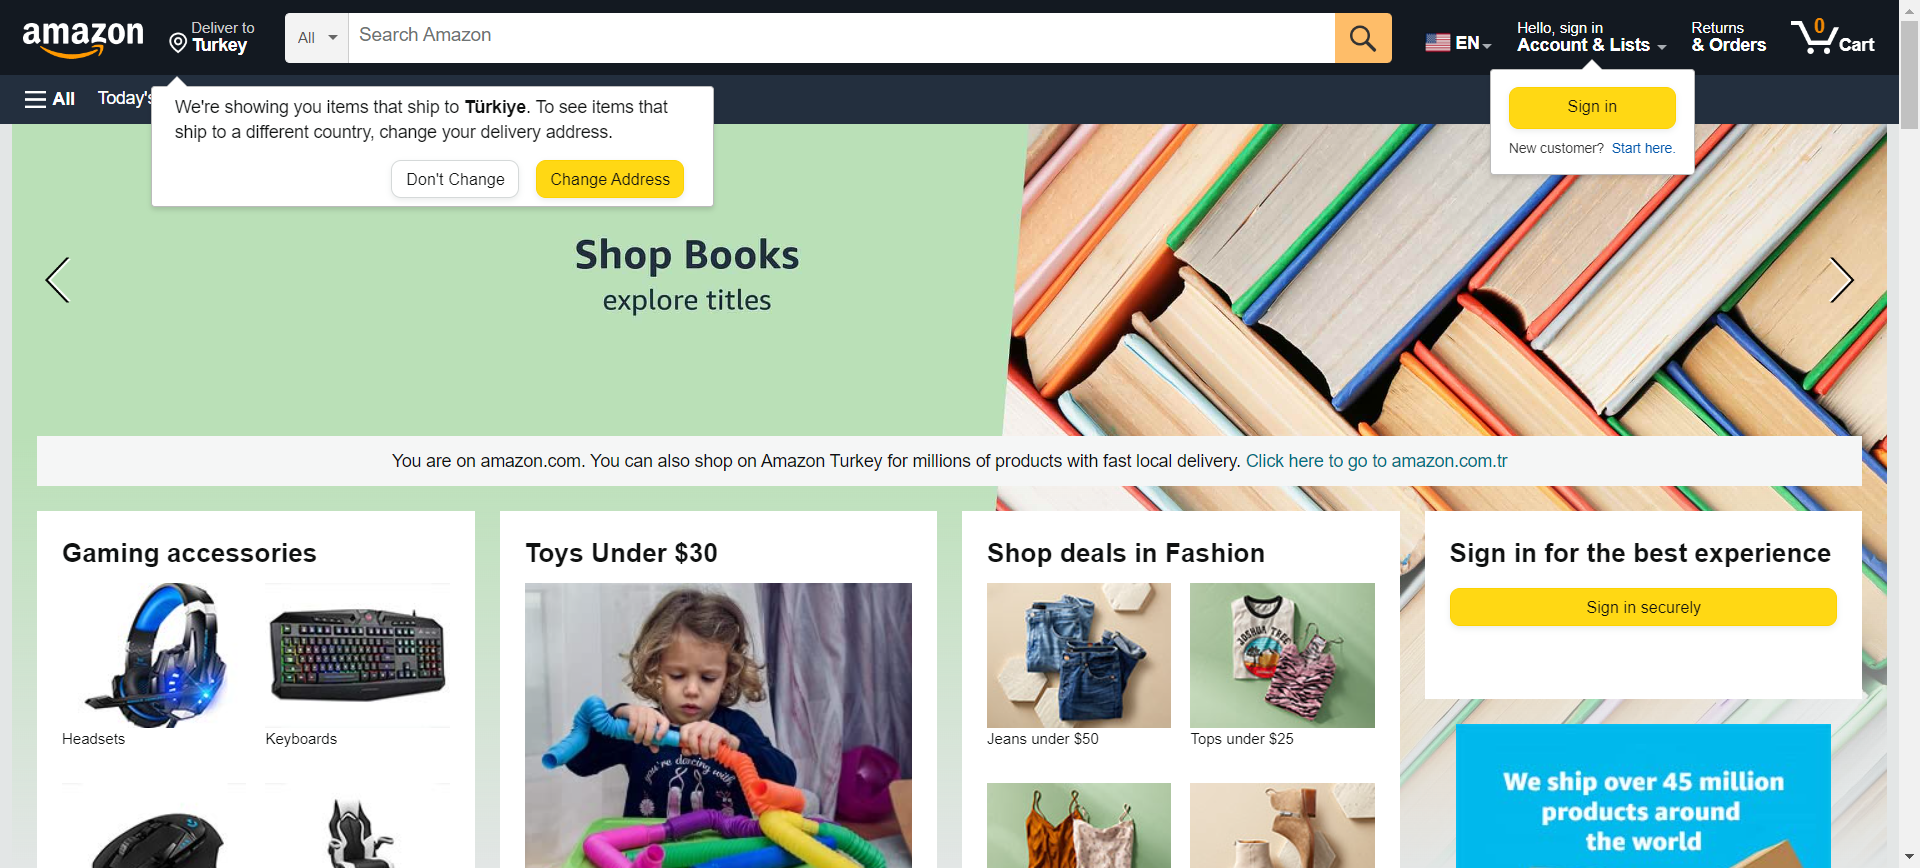 amazon
Deliver to
Turkey
All
Search Amazon
EN
Hello, sign in
Account & Lists
Returns
& Orders
0
Cart
All
Today's
We're showing you items that ship to Türkiye. To see items that
ship to a different country, change your delivery address.
Don't Change
Change Address
Sign in
New customer? Start here.
Shop Books
explore titles
You are on amazon.com. You can also shop on Amazon Turkey for millions of products with fast local delivery. Click here to go to amazon.com.tr
Gaming accessories
Headsets
Keyboards
Toys Under $30
you're dancing with
Shop deals in Fashion
JOSHUA TREE
Jeans under $50
Tops under $25
Sign in for the best experience
Sign in securely
We ship over 45 million
products around
the world